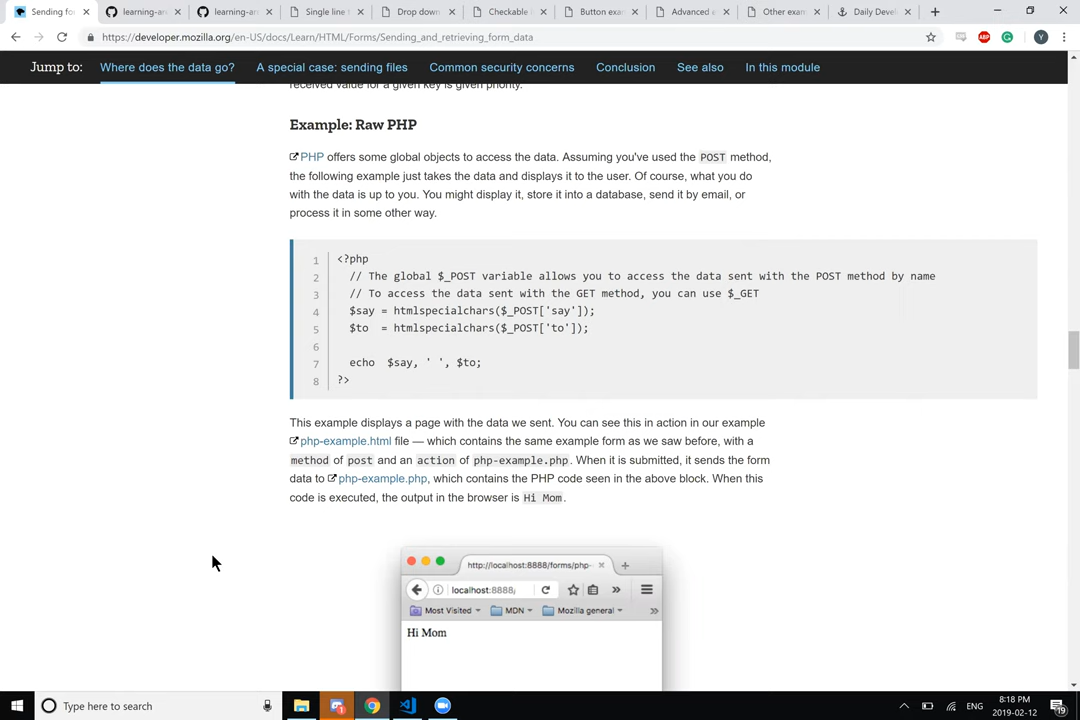 Sending fo
learning-are
learning-are
Single line t
Drop down
Checkable
Button exam
Advanced
Other exam
Daily Devel
https://developer.mozilla.org/en-US/docs/Learn/HTML/Forms/Sending_and_retrieving_form_data
ABP
Y
Jump to:
Where does the data go?
A special case: sending files
Common security concerns
Conclusion
See also
In this module
received value for a given key is given priority.
Example: Raw PHP
PHP offers some global objects to access the data. Assuming you've used the POST method,
the following example just takes the data and displays it to the user. Of course, what you do
with the data is up to you. You might display it, store it into a database, send it by email, or
process it in some other way.
1 <?php
2 // The global $_POST variable allows you to access the data sent with the POST method by name
3 // To access the data sent with the GET method, you can use $_GET
4 $say = htmlspecialchars($_POST['say']);
5 $to = htmlspecialchars($_POST['to']);
6
7 echo $say, ' ', $to;
8 ?>
This example displays a page with the data we sent. You can see this in action in our example
php-example.html file — which contains the same example form as we saw before, with a
method of post and an action of php-example.php. When it is submitted, it sends the form
data to php-example.php, which contains the PHP code seen in the above block. When this
code is executed, the output in the browser is Hi Mom.
http://localhost:8888/forms/php-
localhost:8888/
Most Visited
MDN
Mozilla general
Hi Mom
Type here to search
ENG
8:18 PM
2019-02-12
19